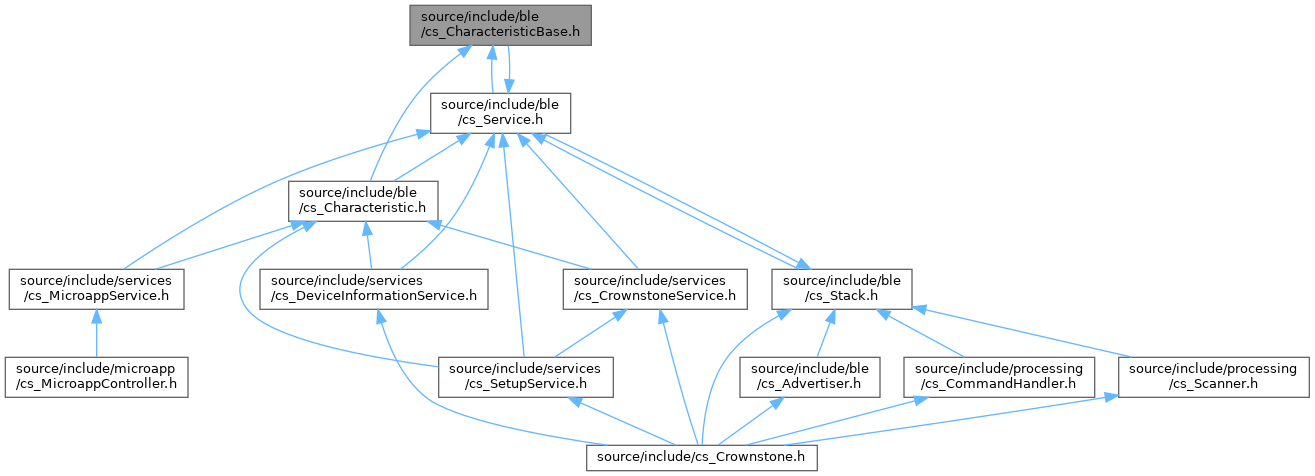 source/include/ble
/cs_CharacteristicBase.h
source/include/ble
/cs_Service.h
source/include/ble
/cs_Characteristic.h
source/include/services
/cs_MicroappService.h
source/include/services
/cs_DeviceInformationService.h
source/include/services
/cs_CrownstoneService.h
source/include/ble
/cs_Stack.h
source/include/microapp
/cs_MicroappController.h
source/include/services
/cs_SetupService.h
source/include/ble
/cs_Advertiser.h
source/include/processing
/cs_CommandHandler.h
source/include/processing
/cs_Scanner.h
source/include/cs_Crownstone.h